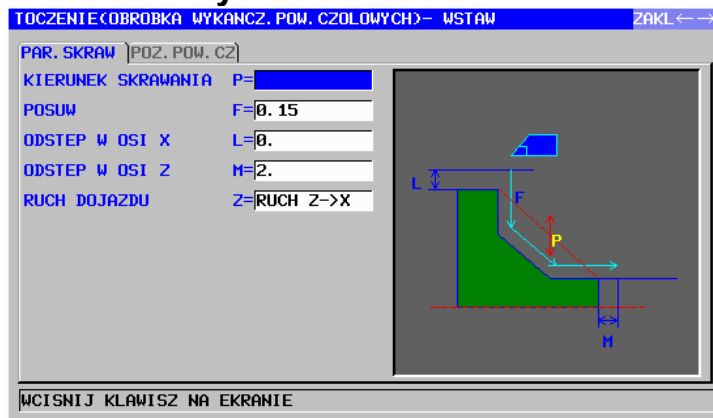 TOCZENIE(OBROBKA WYKANCZ.POW.CZOLOWYCH)- WSTAW ZAKL←→
PAR.SKRAW POZ.POW.CZ
KIERUNEK SKRAWANIA P=
POSUW F=0.15
ODSTEP W OSI X L=0.
ODSTEP W OSI Z M=2.
RUCH DOJAZDU Z=RUCH Z->X
L
F
P
M
WCISNIJ KLAWISZ NA EKRANIE